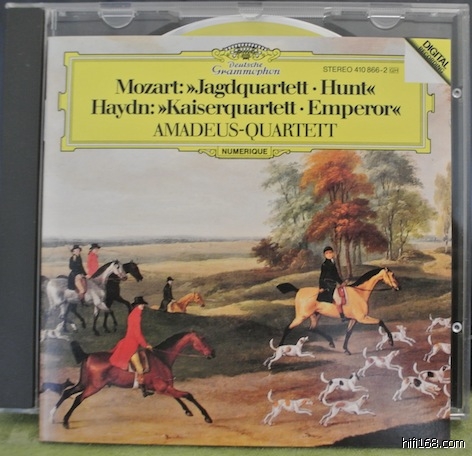 Deutsche
Grammophon
STEREO 410 866-2
Mozart: »Jagdquartett · Hunt«
Haydn: »Kaiserquartett · Emperor«
AMADEUS-QUARTETT
NUMERIQUE
DIGITAL
hifi168.com